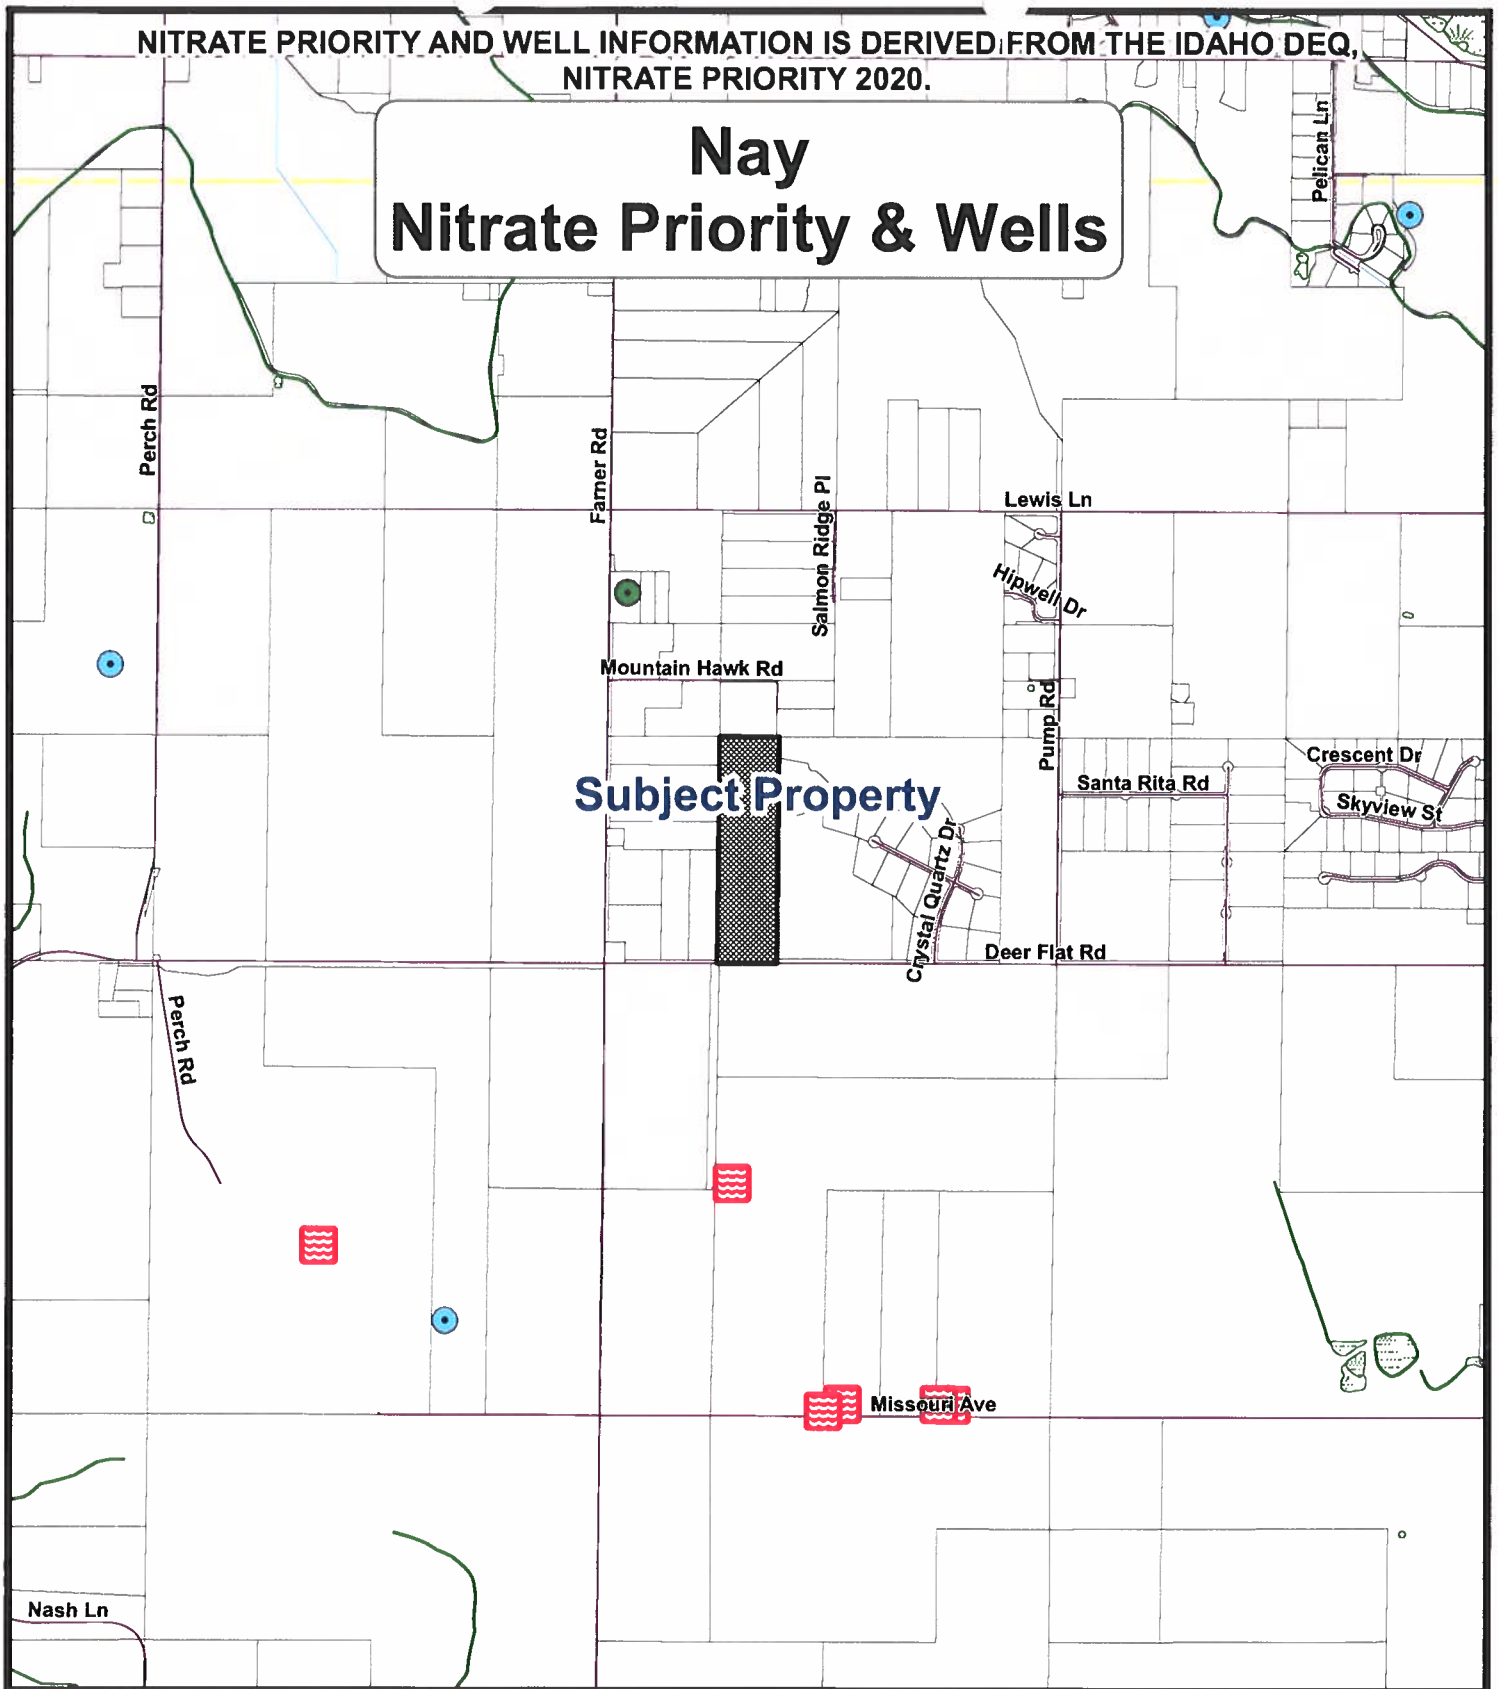 NITRATE PRIORITY AND WELL INFORMATION IS DERIVED FROM THE IDAHO DEQ,
NITRATE PRIORITY 2020.
Nay
Nitrate Priority & Wells
Pelican Ln
Perch Rd
Farner Rd
Salmon Ridge Pl
Lewis Ln
Hipwell Dr
Mountain Hawk Rd
Pump Rd
Crescent Dr
Santa Rita Rd
Skyview St
Subject Property
Crystal Quartz Dr
Deer Flat Rd
Perch Rd
Missouri Ave
Nash Ln